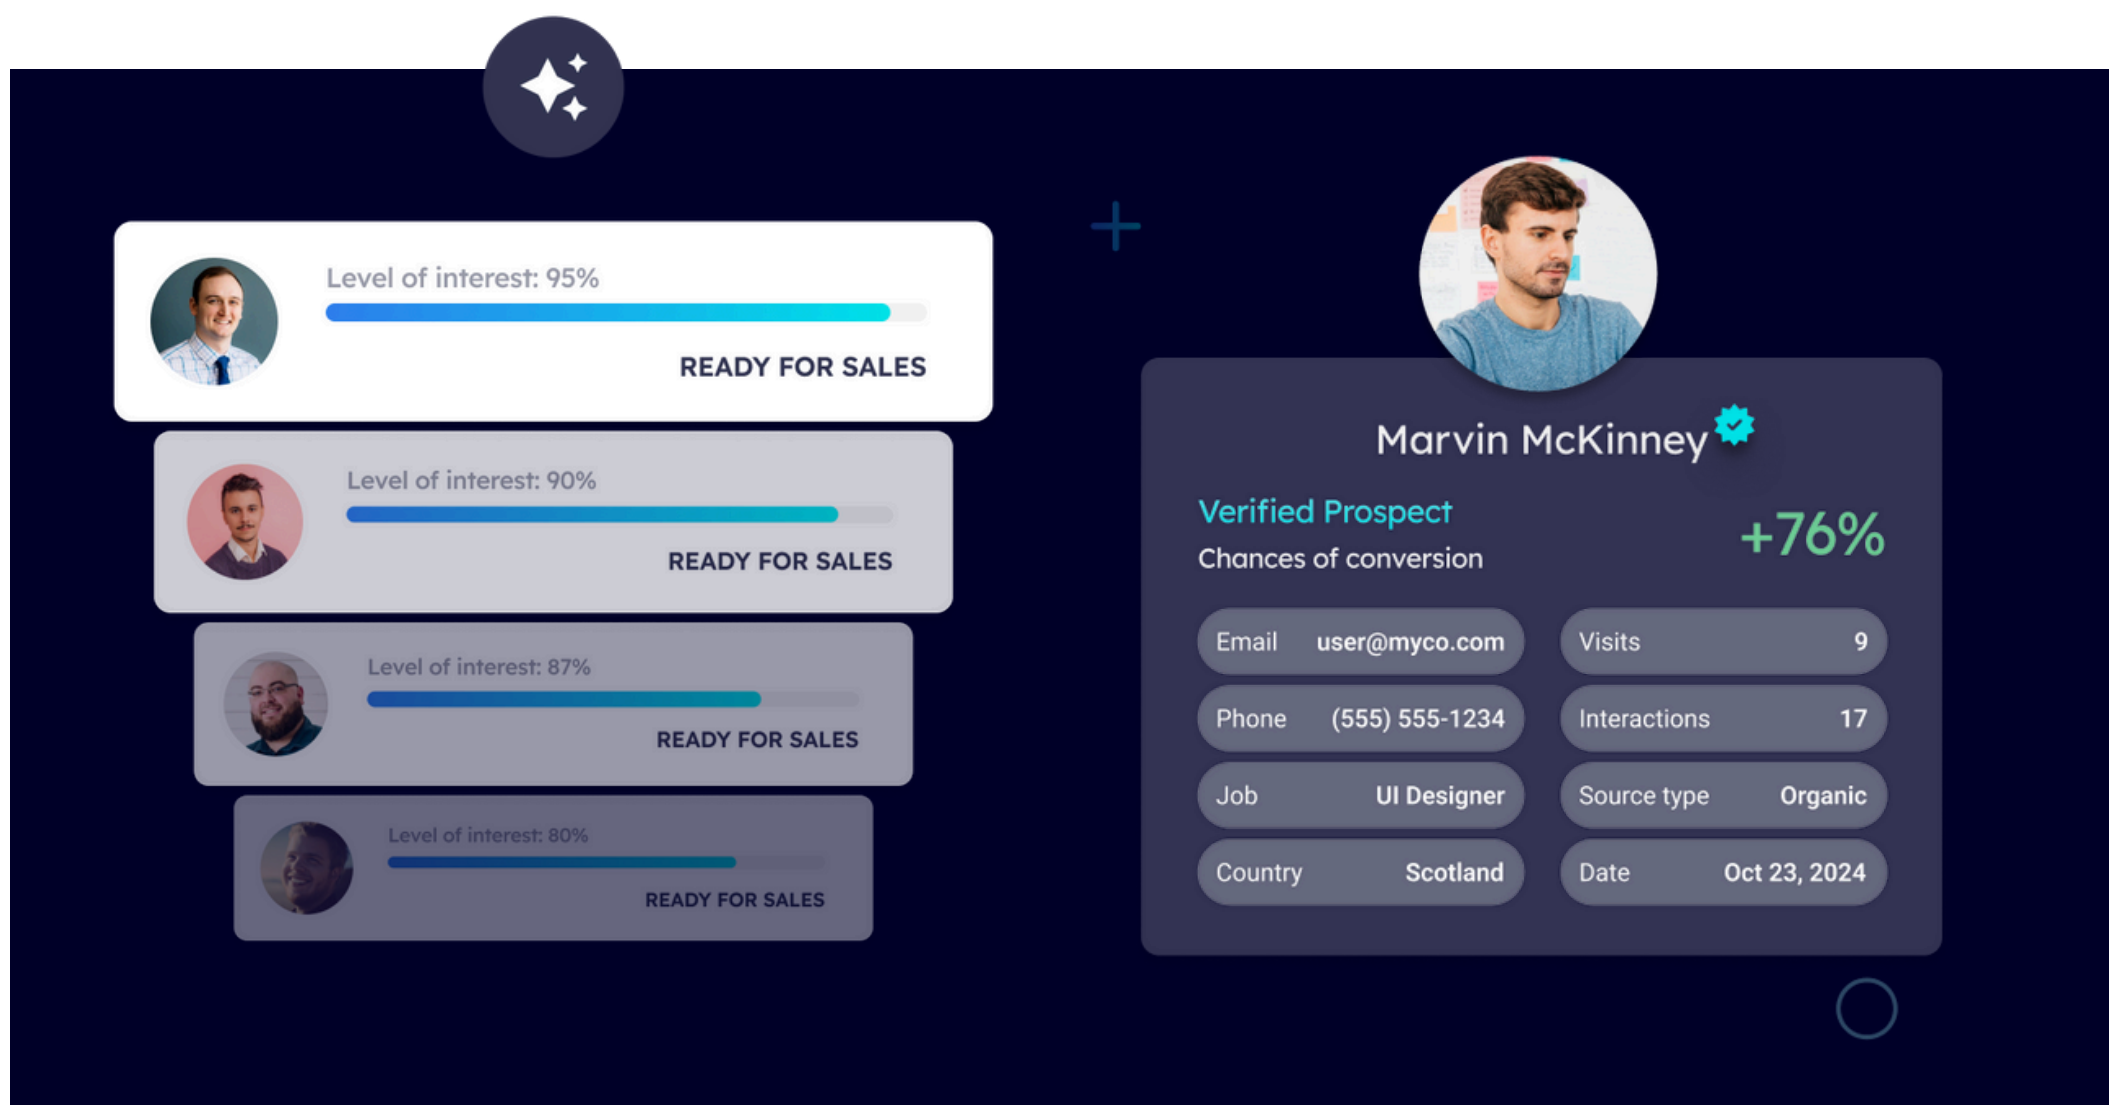 Level of interest: 95%
READY FOR SALES
Level of interest: 90%
READY FOR SALES
Level of interest: 87%
READY FOR SALES
Level of interest: 80%
READY FOR SALES
Marvin McKinney
Verified Prospect
Chances of conversion
+76%
Email user@myco.com
Visits 9
Phone (555) 555-1234
Interactions 17
Job UI Designer
Source type Organic
Country Scotland
Date Oct 23, 2024